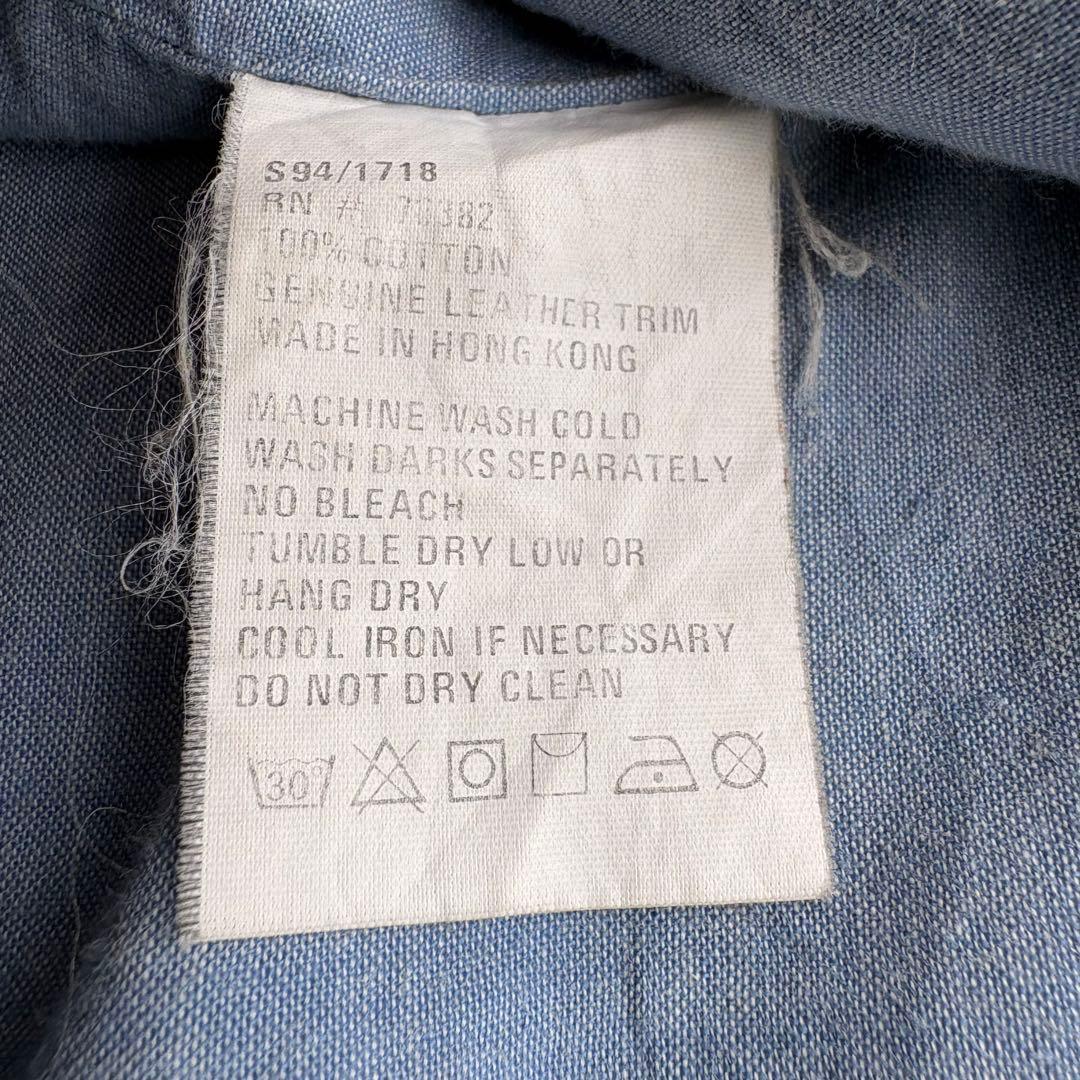 S94/1718
RN #
100% COTTON
GENUINE LEATHER TRIM
MADE IN HONG KONG
MACHINE WASH COLD
WASH DARKS SEPARATELY
NO BLEACH
TUMBLE DRY LOW OR
HANG DRY
COOL IRON IF NECESSARY
DO NOT DRY CLEAN
30°